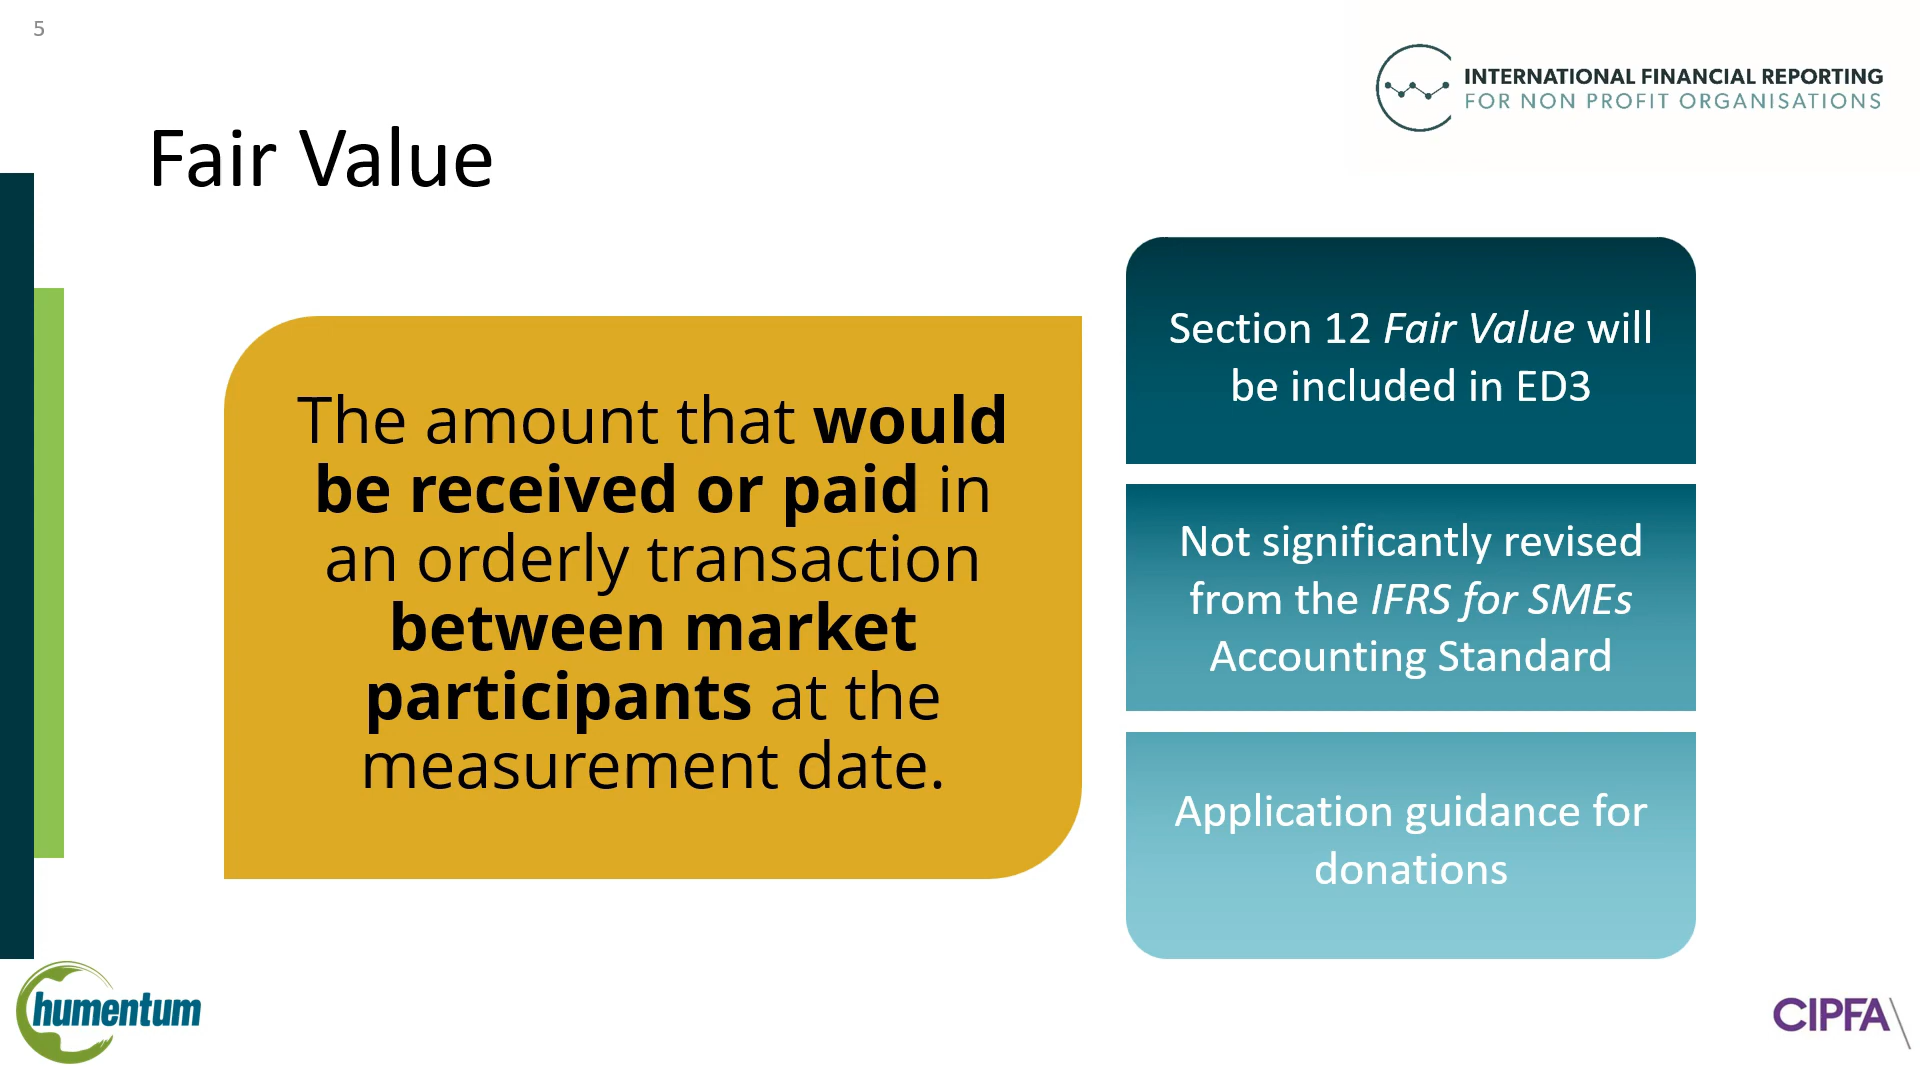 5
INTERNATIONAL FINANCIAL REPORTING
FOR NON PROFIT ORGANISATIONS
Fair Value
The amount that would
be received or paid in
an orderly transaction
between market
participants at the
measurement date.
Section 12 Fair Value will
be included in ED3
Not significantly revised
from the IFRS for SMEs
Accounting Standard
Application guidance for
donations
humentum
CIPFA